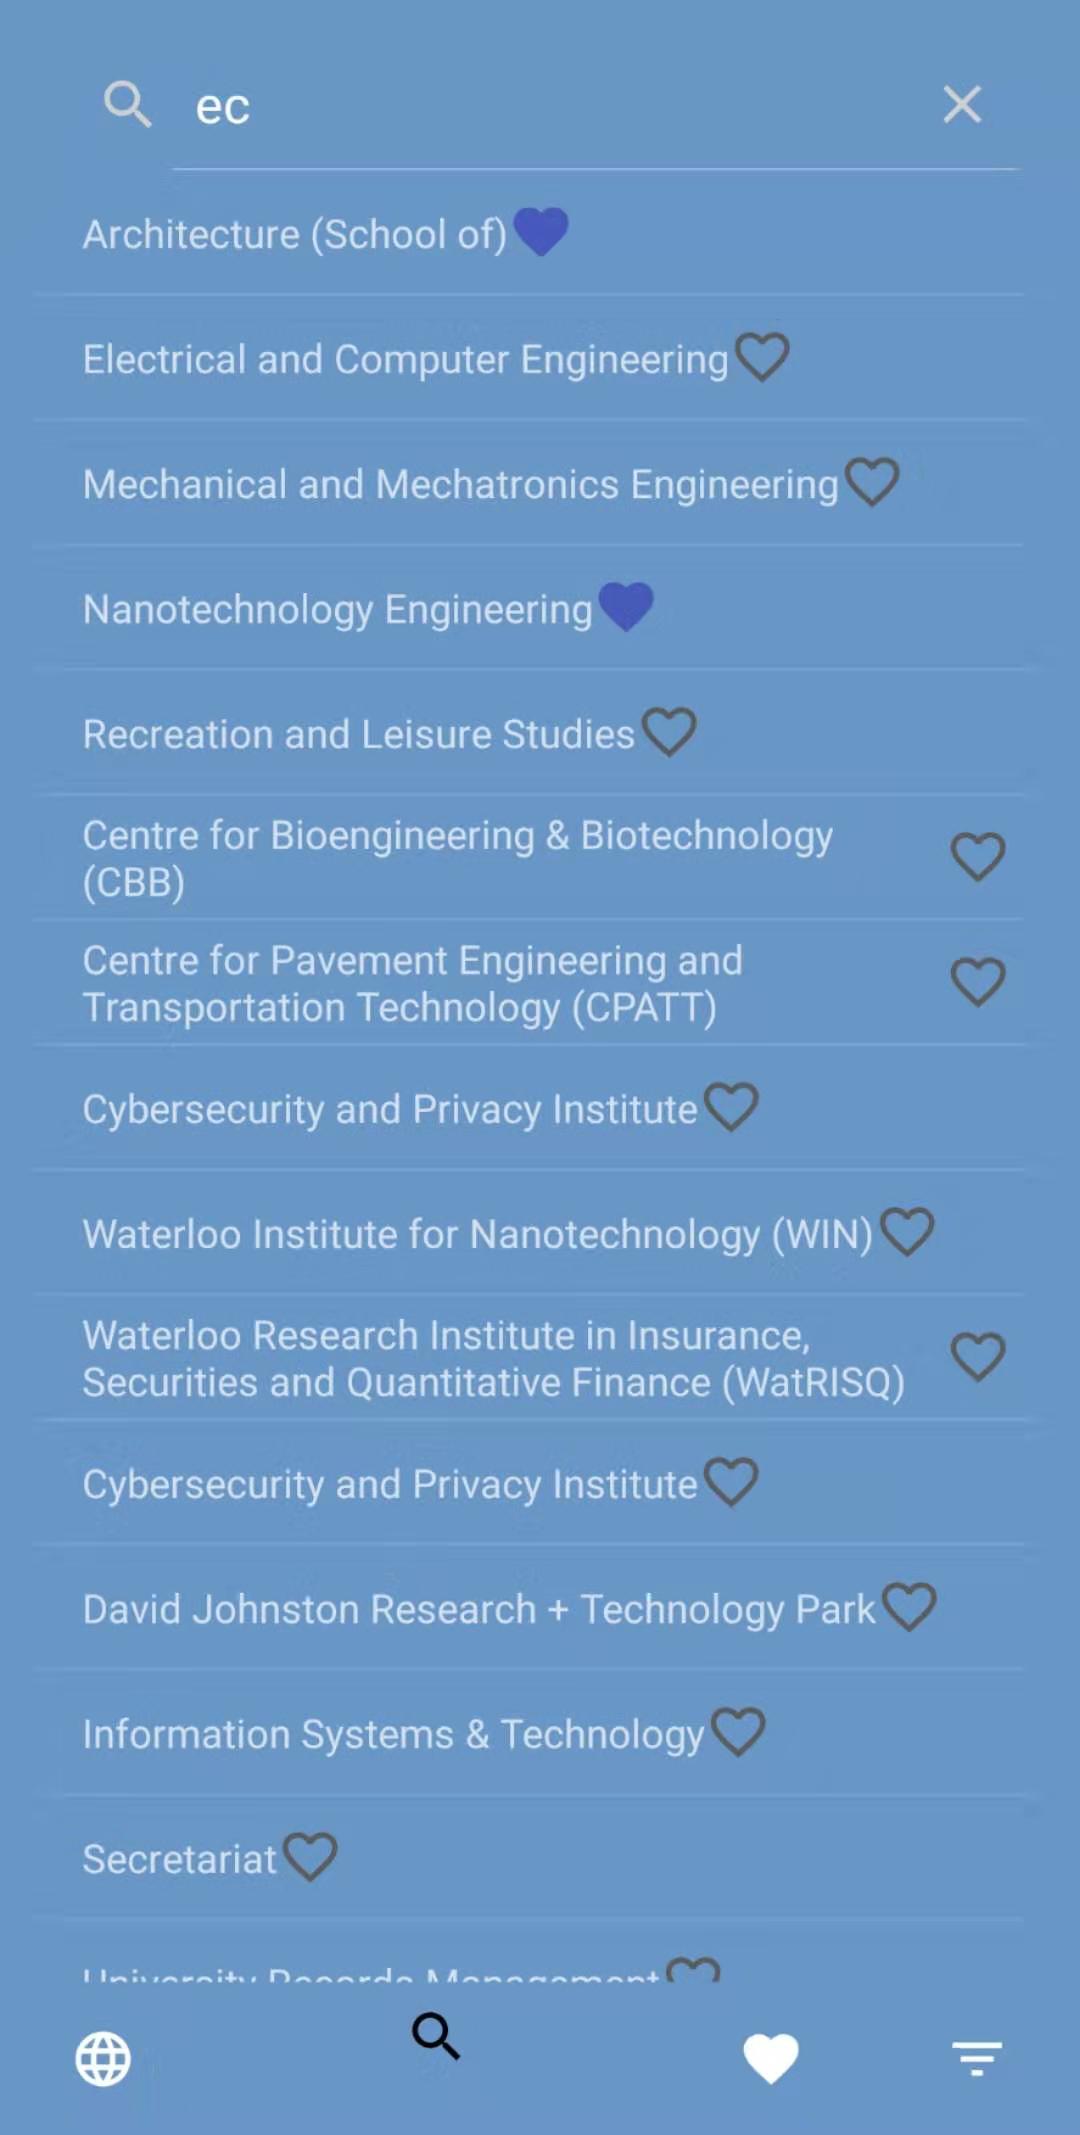 ec
Architecture (School of)
Electrical and Computer Engineering
Mechanical and Mechatronics Engineering
Nanotechnology Engineering
Recreation and Leisure Studies
Centre for Bioengineering & Biotechnology
(CBB)
Centre for Pavement Engineering and
Transportation Technology (CPATT)
Cybersecurity and Privacy Institute
Waterloo Institute for Nanotechnology (WIN)
Waterloo Research Institute in Insurance,
Securities and Quantitative Finance (WatRISQ)
Cybersecurity and Privacy Institute
David Johnston Research + Technology Park
Information Systems & Technology
Secretariat
University Records Management